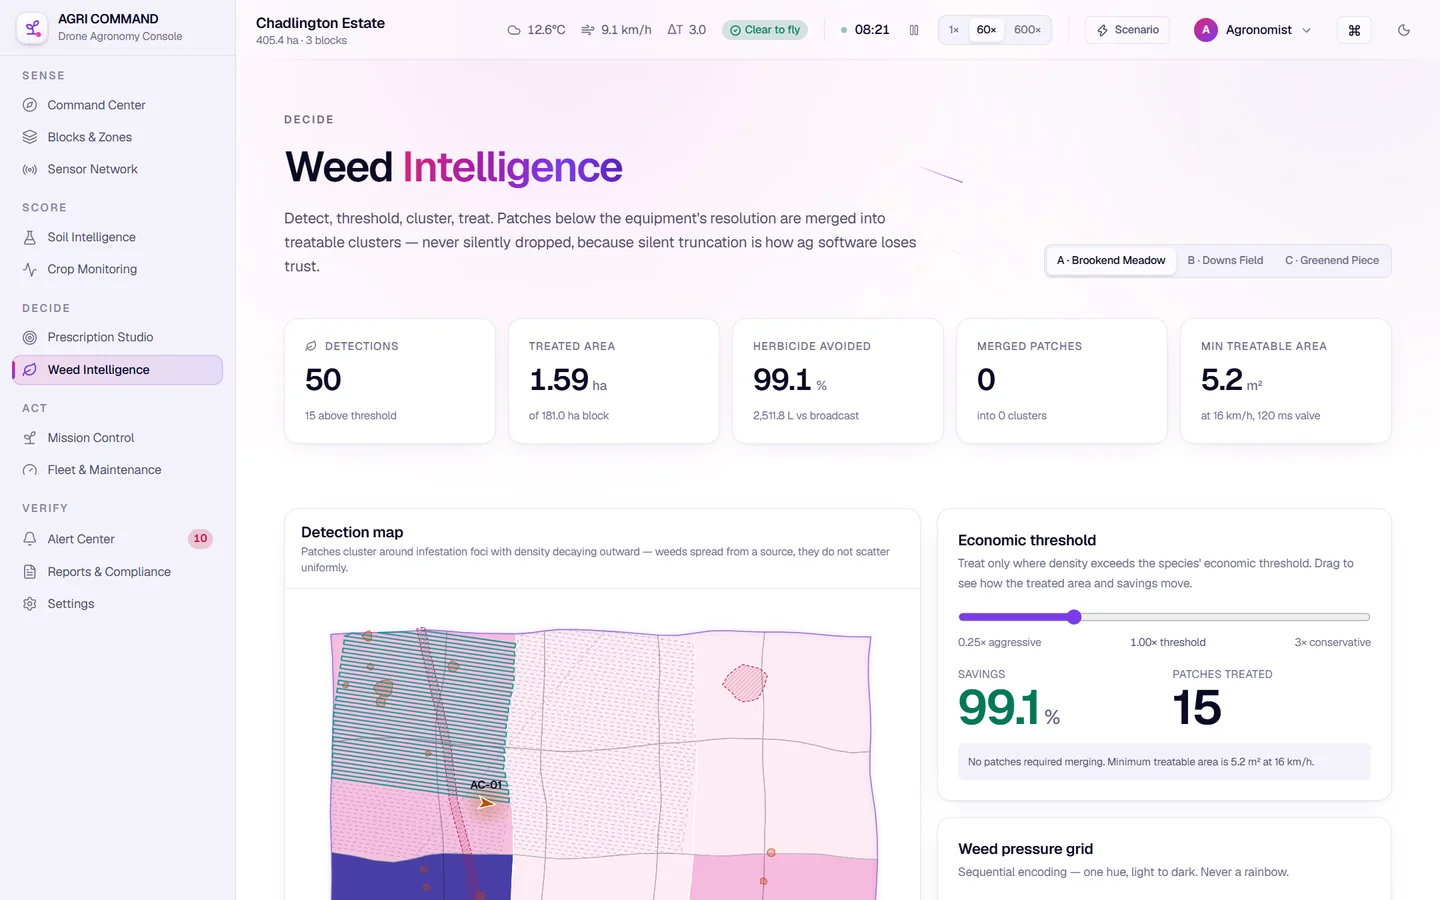 AGRI COMMAND
Drone Agronomy Console
SENSE
Command Center
Blocks & Zones
Sensor Network
SCORE
Soil Intelligence
Crop Monitoring
DECIDE
Prescription Studio
Weed Intelligence
ACT
Mission Control
Fleet & Maintenance
VERIFY
Alert Center 10
Reports & Compliance
Settings
Chadlington Estate
405.4 ha · 3 blocks
12.6°C 9.1 km/h ΔT 3.0 Clear to fly 08:21 1× 60× 600× Scenario A Agronomist ⌘
DECIDE
Weed Intelligence
Detect, threshold, cluster, treat. Patches below the equipment's resolution are merged into
treatable clusters — never silently dropped, because silent truncation is how ag software loses
trust.
A · Brookend Meadow B · Downs Field C · Greenend Piece
DETECTIONS
50
15 above threshold
TREATED AREA
1.59 ha
of 181.0 ha block
HERBICIDE AVOIDED
99.1 %
2,511.8 L vs broadcast
MERGED PATCHES
0
into 0 clusters
MIN TREATABLE AREA
5.2 m²
at 16 km/h, 120 ms valve
Detection map
Patches cluster around infestation foci with density decaying outward — weeds spread from a source, they do not scatter
uniformly.
AC-01
Economic threshold
Treat only where density exceeds the species' economic threshold. Drag to
see how the treated area and savings move.
0.25× aggressive 1.00× threshold 3× conservative
SAVINGS
99.1 %
PATCHES TREATED
15
No patches required merging. Minimum treatable area is 5.2 m² at 16 km/h.
Weed pressure grid
Sequential encoding — one hue, light to dark. Never a rainbow.